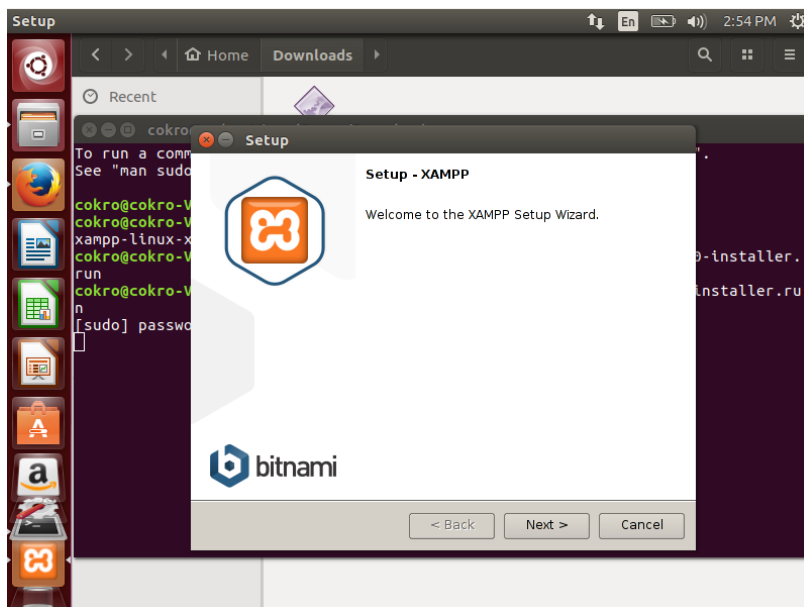 Setup
En
2:54 PM
Home
Downloads
Recent
cokro
Setup
To run a comm
".
See "man sudo
cokro@cokro-V
cokro@cokro-V
xampp-linux-x
cokro@cokro-V
0-installer.
run
cokro@cokro-V
installer.ru
n
[sudo] passwo
Setup - XAMPP
Welcome to the XAMPP Setup Wizard.
bitnami
< Back
Next >
Cancel
A
a
>_